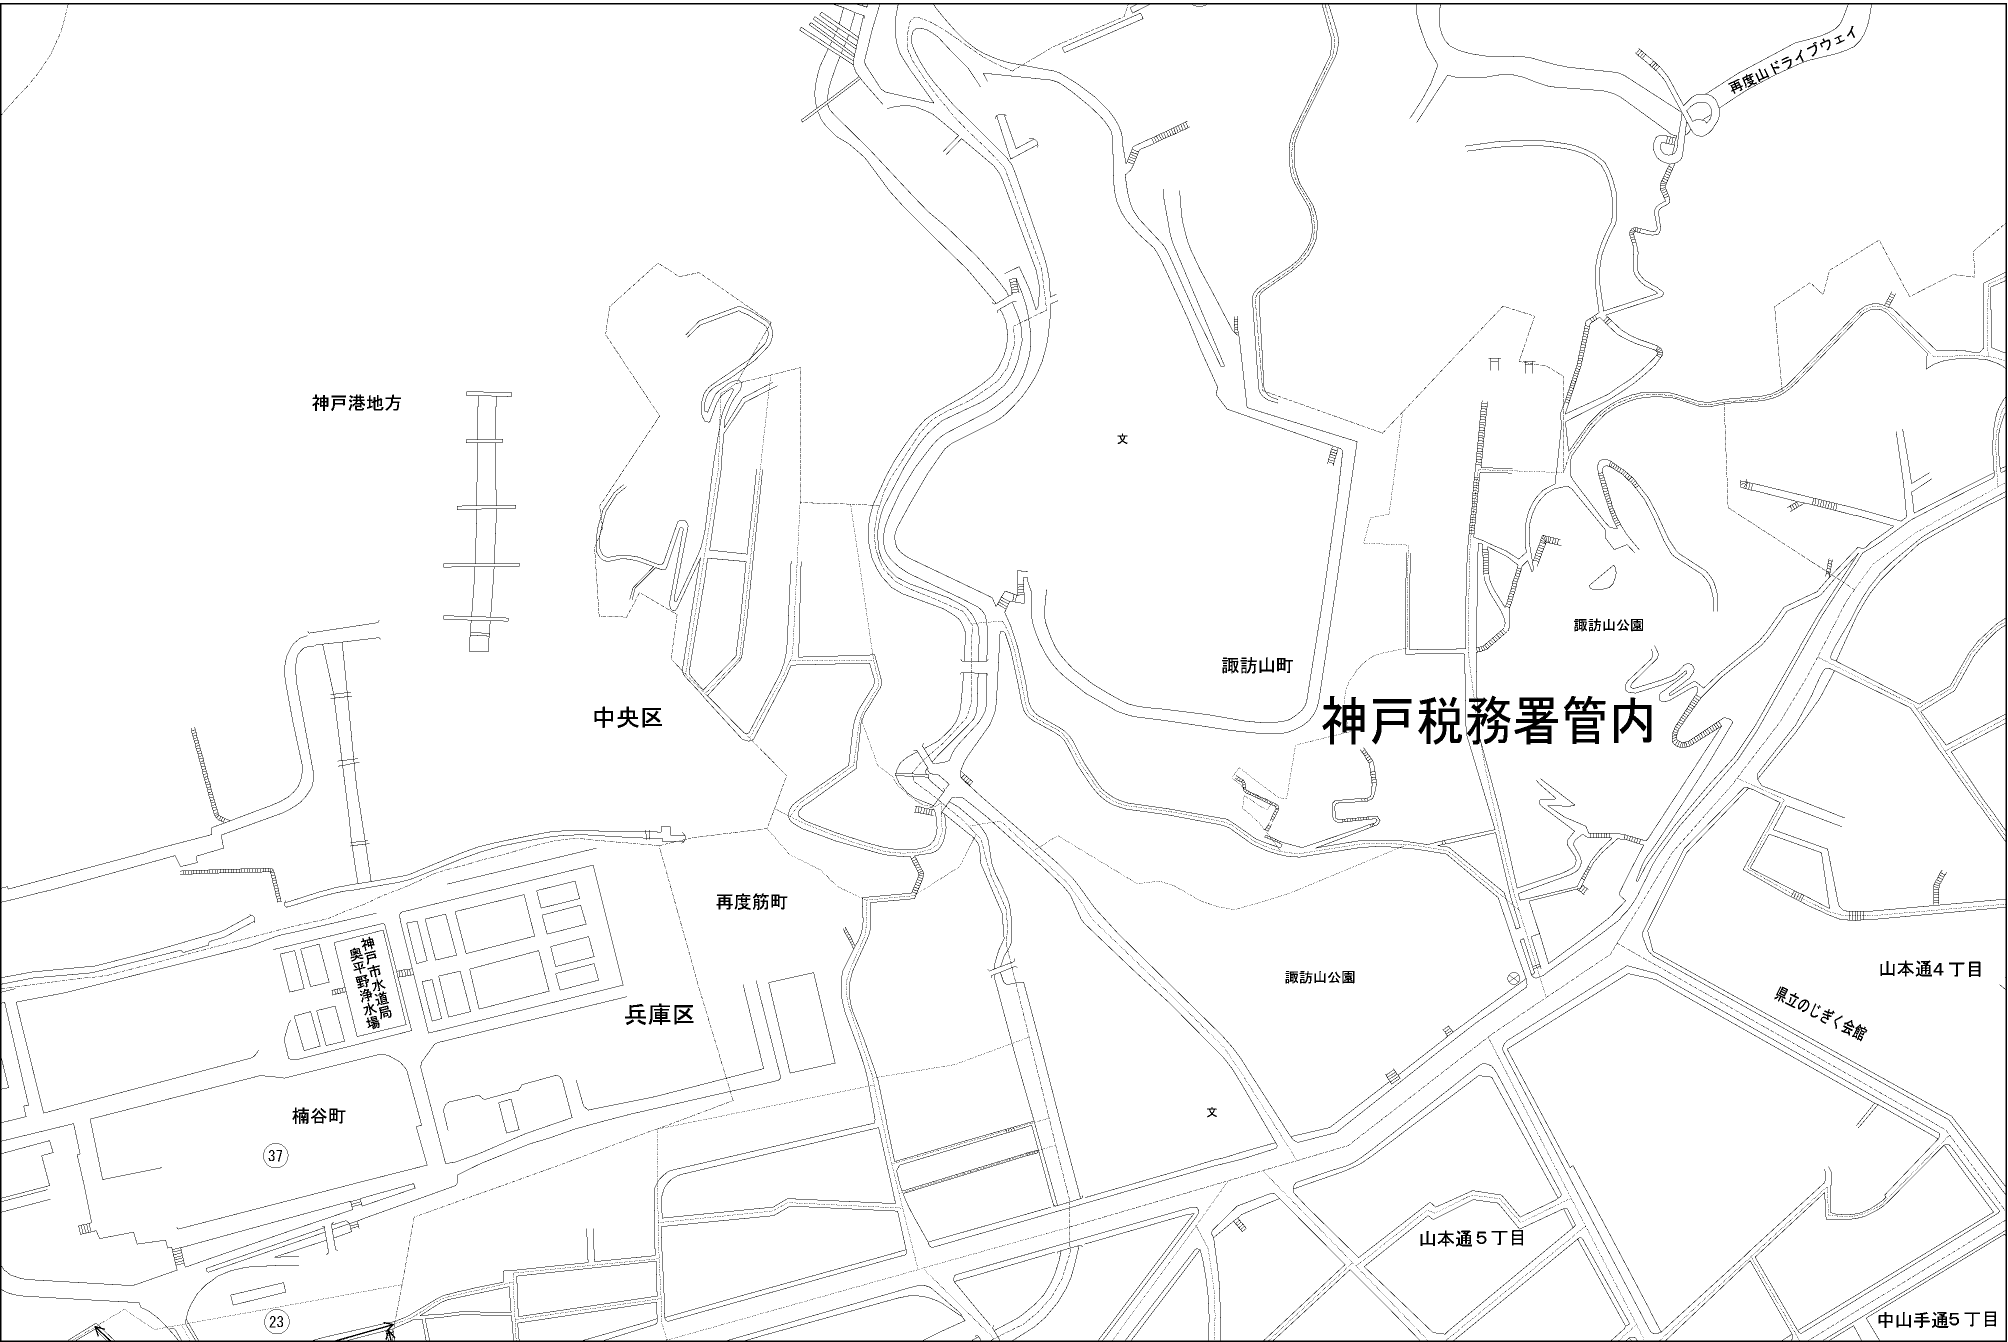 再度山ドライブウェイ
神戸港地方
文
諏訪山公園
諏訪山町
中央区
神戸税務署管内
再度筋町
神戸市水道局
奥平野浄水場
山本通4丁目
諏訪山公園
県立のじぎく会館
兵庫区
楠谷町
文
37
山本通5丁目
23
中山手通5丁目